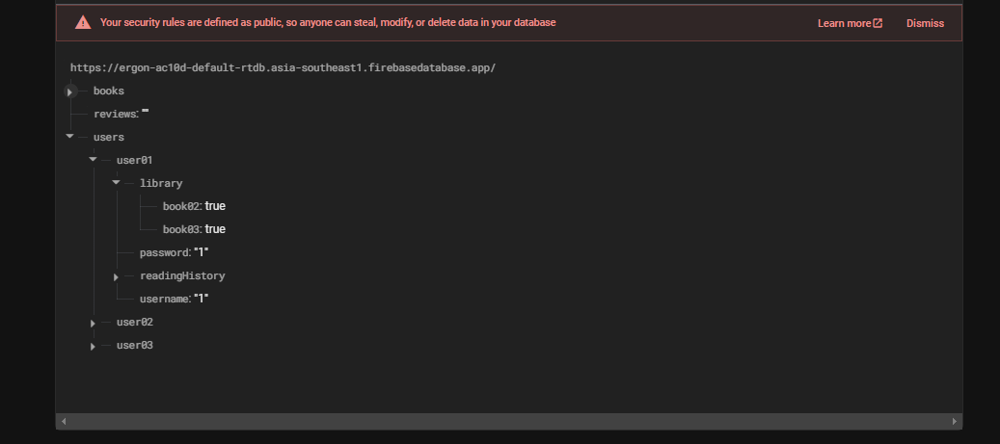 Your security rules are defined as public, so anyone can steal, modify, or delete data in your database Learn more Dismiss
https://ergon-ac10d-default-rtdb.asia-southeast1.firebasedatabase.app/
books
reviews: ""
users
user01
library
book02: true
book03: true
password: "1"
readingHistory
username: "1"
user02
user03